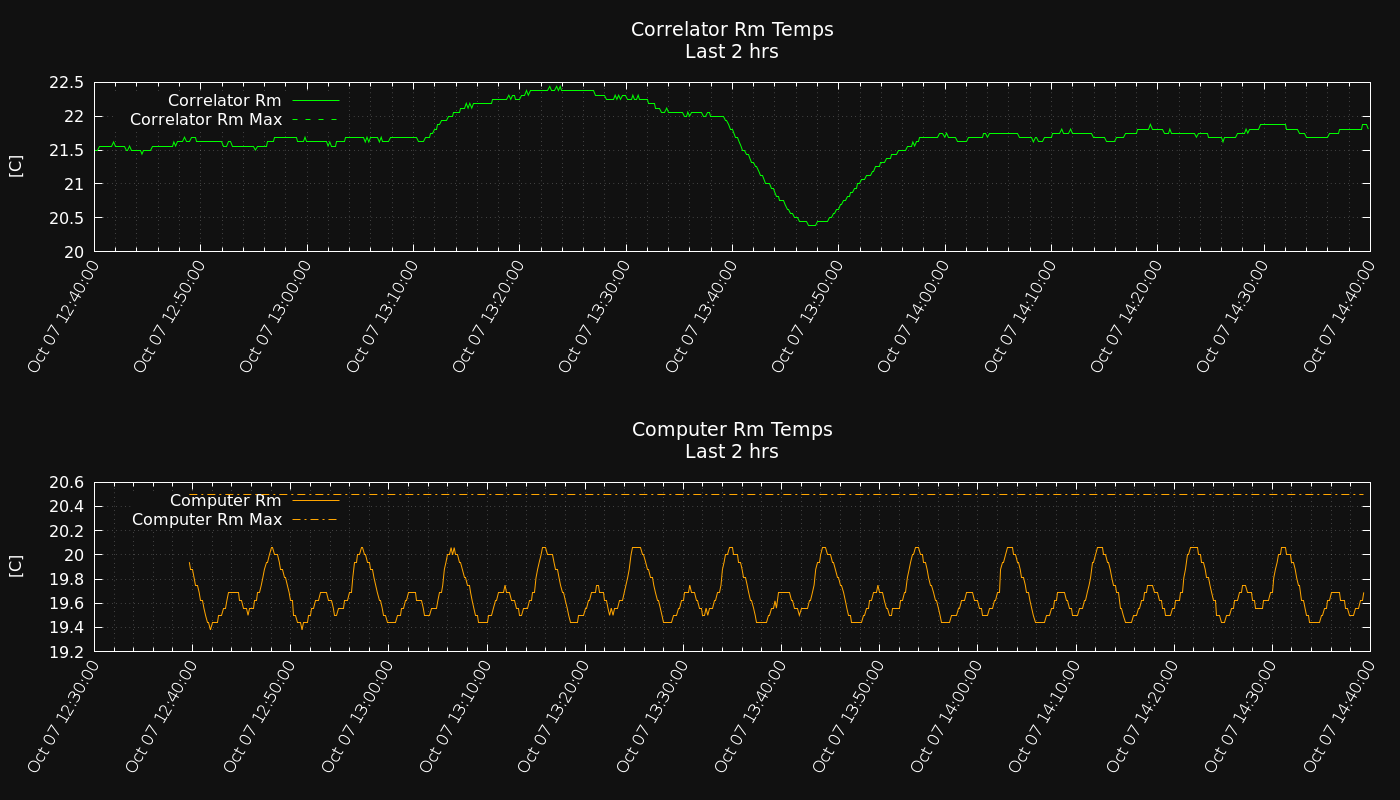 Correlator Rm Temps
Last 2 hrs
22.5
22
21.5
21
20.5
20
[C]
Correlator Rm
Correlator Rm Max
Oct 07 12:40:00
Oct 07 12:50:00
Oct 07 13:00:00
Oct 07 13:10:00
Oct 07 13:20:00
Oct 07 13:30:00
Oct 07 13:40:00
Oct 07 13:50:00
Oct 07 14:00:00
Oct 07 14:10:00
Oct 07 14:20:00
Oct 07 14:30:00
Oct 07 14:40:00
Computer Rm Temps
Last 2 hrs
20.6
20.4
20.2
20
19.8
19.6
19.4
19.2
[C]
Computer Rm
Computer Rm Max
Oct 07 12:30:00
Oct 07 12:40:00
Oct 07 12:50:00
Oct 07 13:00:00
Oct 07 13:10:00
Oct 07 13:20:00
Oct 07 13:30:00
Oct 07 13:40:00
Oct 07 13:50:00
Oct 07 14:00:00
Oct 07 14:10:00
Oct 07 14:20:00
Oct 07 14:30:00
Oct 07 14:40:00